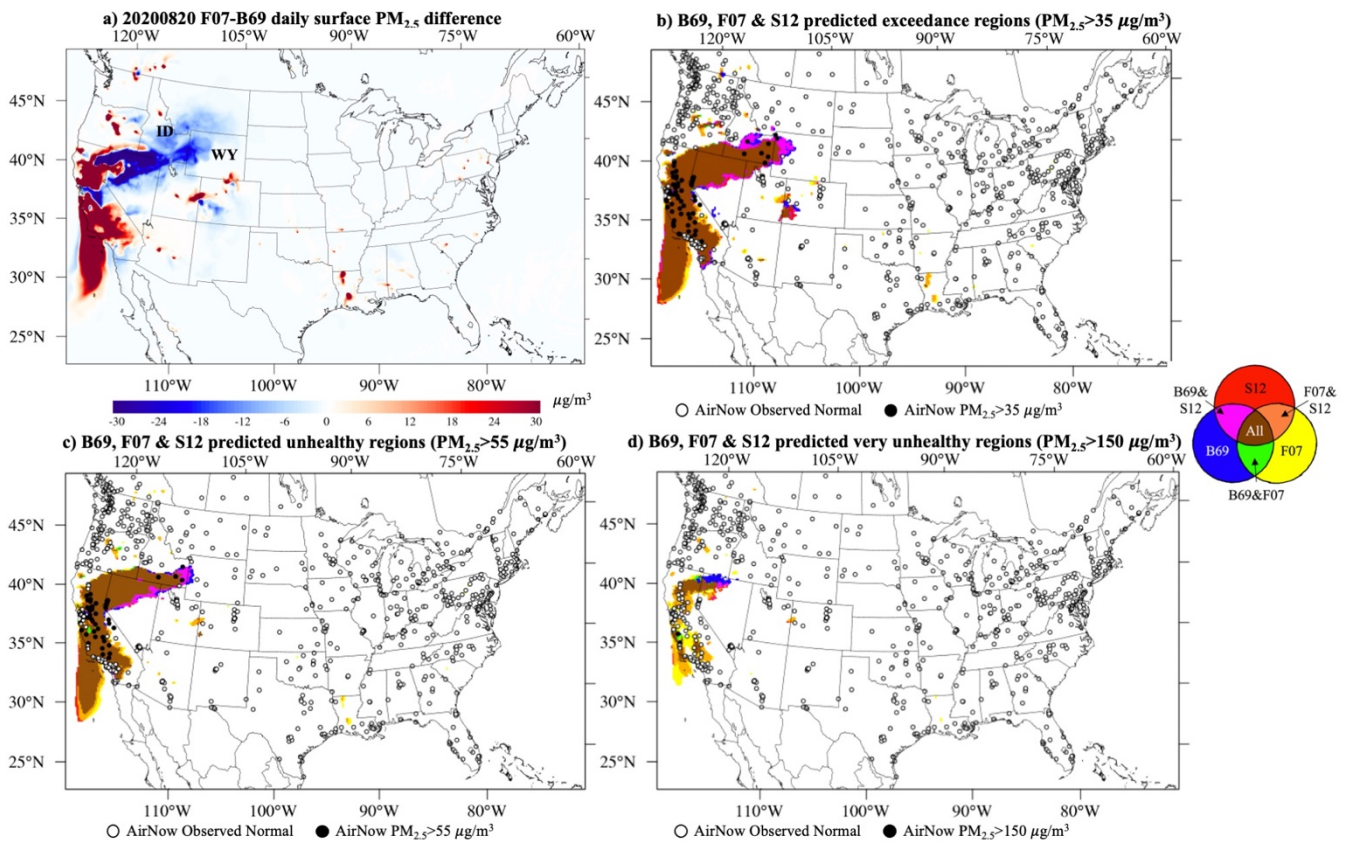 a) 20200820 F07-B69 daily surface PM2.5 difference
120°W 105°W 90°W 75°W 60°W
45°N
40°N
35°N
30°N
25°N
ID
WY
110°W 100°W 90°W 80°W
-30 -24 -18 -12 -6 0 6 12 18 24 30
μg/m³
b) B69, F07 & S12 predicted exceedance regions (PM2.5>35 μg/m³)
120°W 105°W 90°W 75°W 60°W
45°N
40°N
35°N
30°N
25°N
110°W 100°W 90°W 80°W
AirNow Observed Normal AirNow PM2.5>35 μg/m³
c) B69, F07 & S12 predicted unhealthy regions (PM2.5>55 μg/m³)
120°W 105°W 90°W 75°W 60°W
45°N
40°N
35°N
30°N
25°N
110°W 100°W 90°W 80°W
AirNow Observed Normal AirNow PM2.5>55 μg/m³
d) B69, F07 & S12 predicted very unhealthy regions (PM2.5>150 μg/m³)
120°W 105°W 90°W 75°W 60°W
45°N
40°N
35°N
30°N
25°N
110°W 100°W 90°W 80°W
AirNow Observed Normal AirNow PM2.5>150 μg/m³
S12
B69&
S12
F07&
S12
All
B69
F07
B69&F07